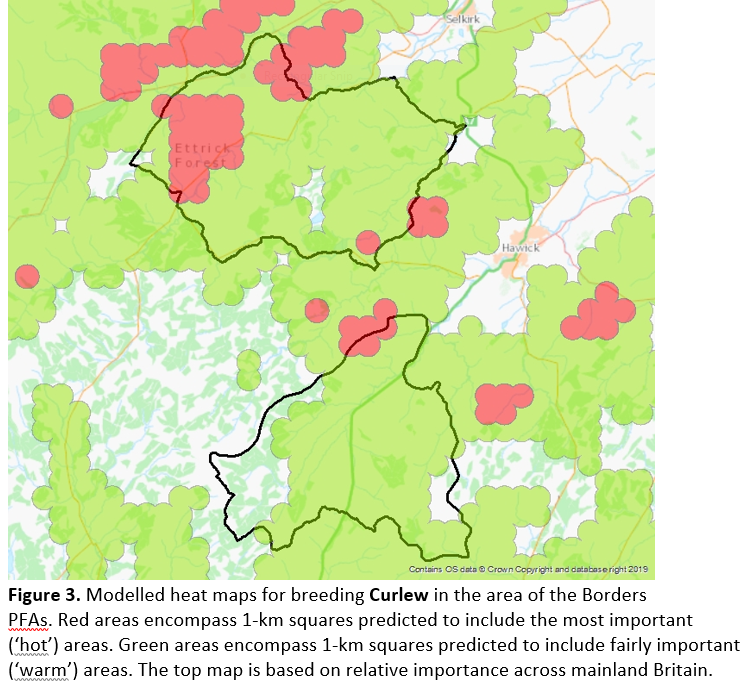 Selkirk
Ettrick
Forest
Hawick
Contains OS data © Crown Copyright and database right 2019
Figure 3. Modelled heat maps for breeding Curlew in the area of the Borders
PFAs. Red areas encompass 1-km squares predicted to include the most important
(‘hot’) areas. Green areas encompass 1-km squares predicted to include fairly important
(‘warm’) areas. The top map is based on relative importance across mainland Britain.